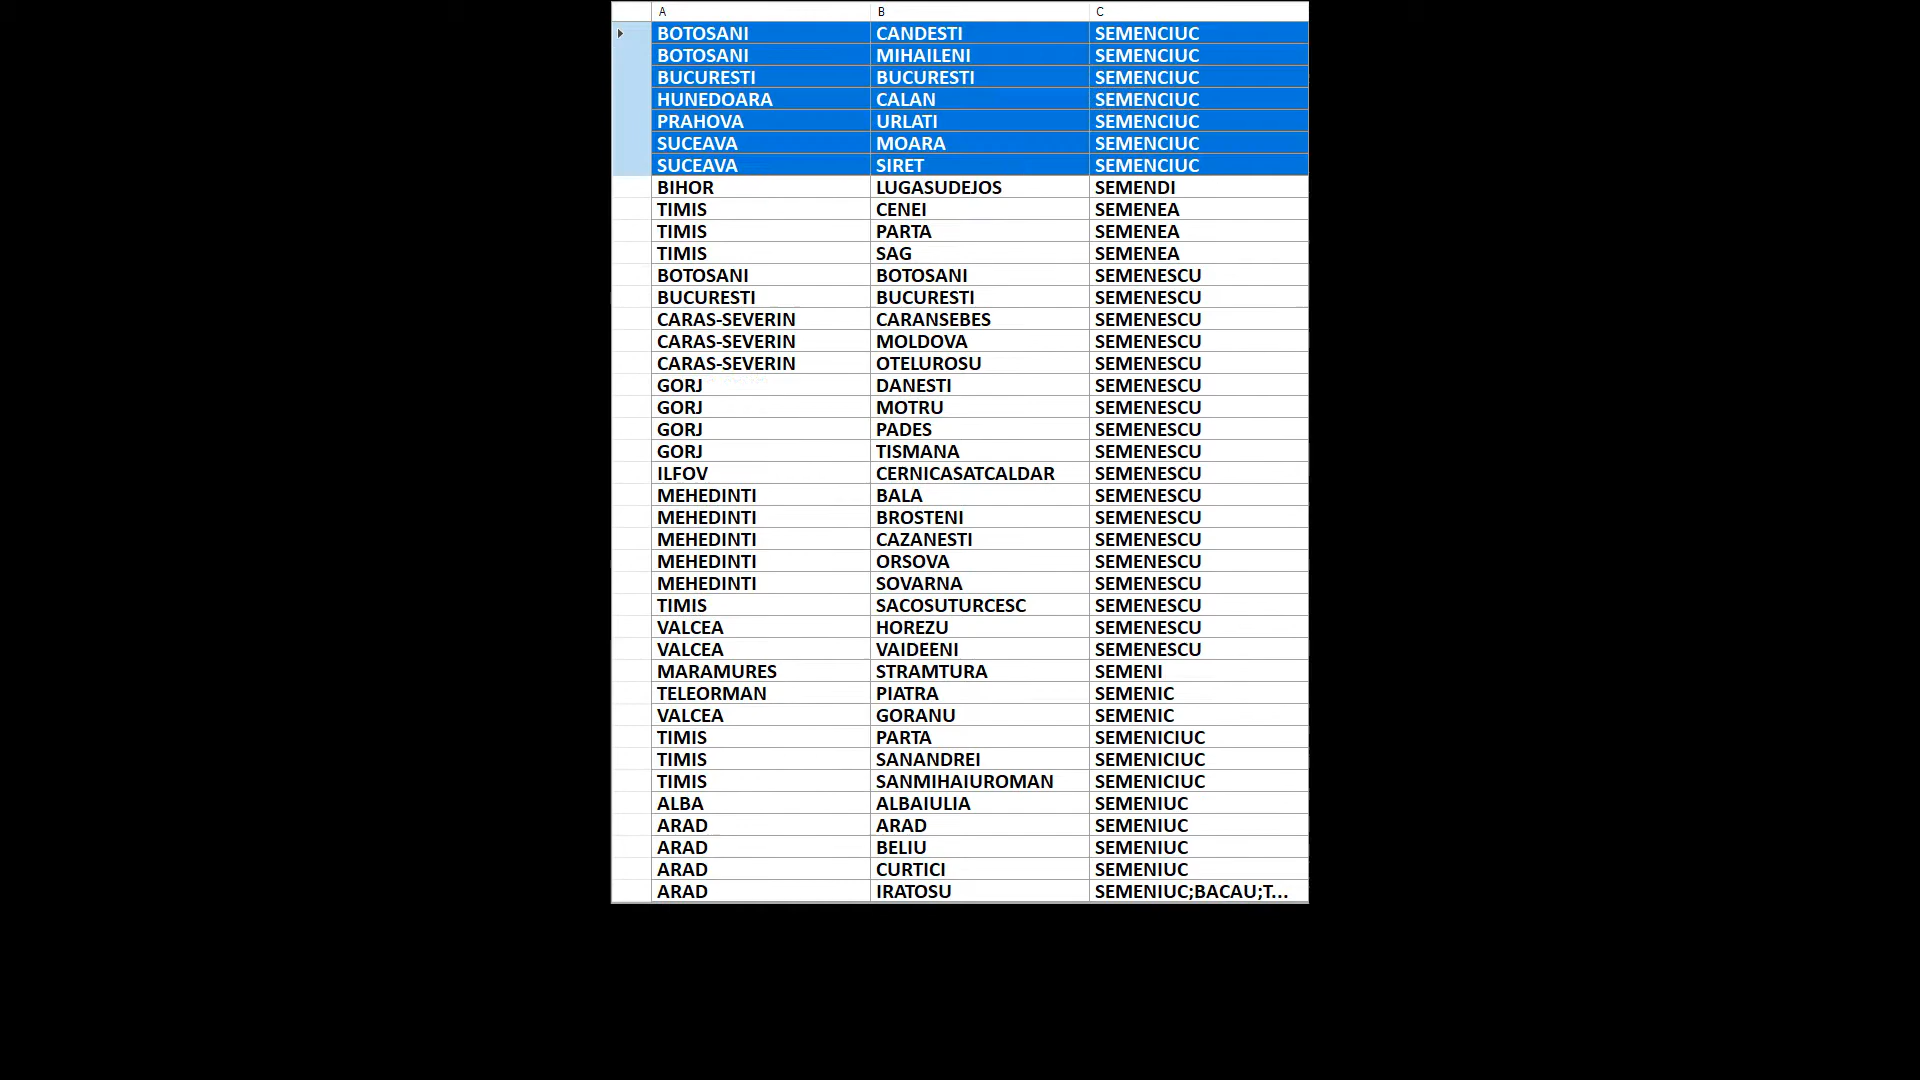 A B C
BOTOSANI CANDESTI SEMENCIUC
BOTOSANI MIHAILENI SEMENCIUC
BUCURESTI BUCURESTI SEMENCIUC
HUNEDOARA CALAN SEMENCIUC
PRAHOVA URLATI SEMENCIUC
SUCEAVA MOARA SEMENCIUC
SUCEAVA SIRET SEMENCIUC
BIHOR LUGASUDEJOS SEMENDI
TIMIS CENEI SEMENEA
TIMIS PARTA SEMENEA
TIMIS SAG SEMENEA
BOTOSANI BOTOSANI SEMENESCU
BUCURESTI BUCURESTI SEMENESCU
CARAS-SEVERIN CARANSEBES SEMENESCU
CARAS-SEVERIN MOLDOVA SEMENESCU
CARAS-SEVERIN OTELUROSU SEMENESCU
GORJ DANESTI SEMENESCU
GORJ MOTRU SEMENESCU
GORJ PADES SEMENESCU
GORJ TISMANA SEMENESCU
ILFOV CERNICASATCALDAR SEMENESCU
MEHEDINTI BALA SEMENESCU
MEHEDINTI BROSTENI SEMENESCU
MEHEDINTI CAZANESTI SEMENESCU
MEHEDINTI ORSOVA SEMENESCU
MEHEDINTI SOVARNA SEMENESCU
TIMIS SACOSUTURCESC SEMENESCU
VALCEA HOREZU SEMENESCU
VALCEA VAIDEENI SEMENESCU
MARAMURES STRAMTURA SEMENI
TELEORMAN PIATRA SEMENIC
VALCEA GORANU SEMENIC
TIMIS PARTA SEMENICIUC
TIMIS SANANDREI SEMENICIUC
TIMIS SANMIHAIUROMAN SEMENICIUC
ALBA ALBAIULIA SEMENIUC
ARAD ARAD SEMENIUC
ARAD BELIU SEMENIUC
ARAD CURTICI SEMENIUC
ARAD IRATOSU SEMENIUC;BACAU;T...